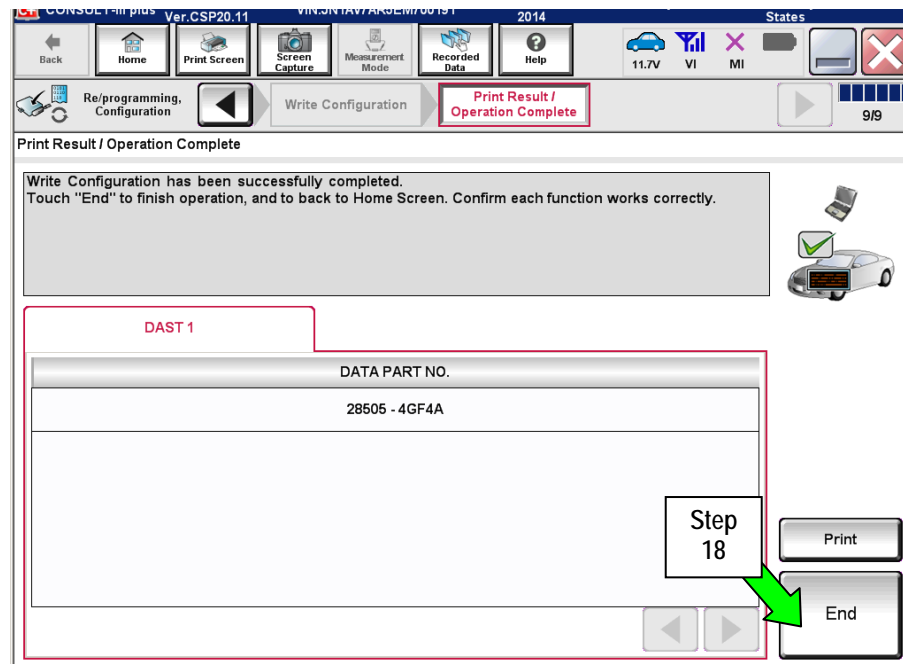 CONSULT-III plus Ver.CSP20.11 2014 States
Back
Home
Print Screen
Screen
Capture
Measurement
Mode
Recorded
Data
Help
11.7V
VI
MI
Re/programming,
Configuration
Write Configuration
Print Result /
Operation Complete
9/9
Print Result / Operation Complete
Write Configuration has been successfully completed.
Touch "End" to finish operation, and to back to Home Screen. Confirm each function works correctly.
DAST 1
DATA PART NO.
28505 - 4GF4A
Step
18
Print
End